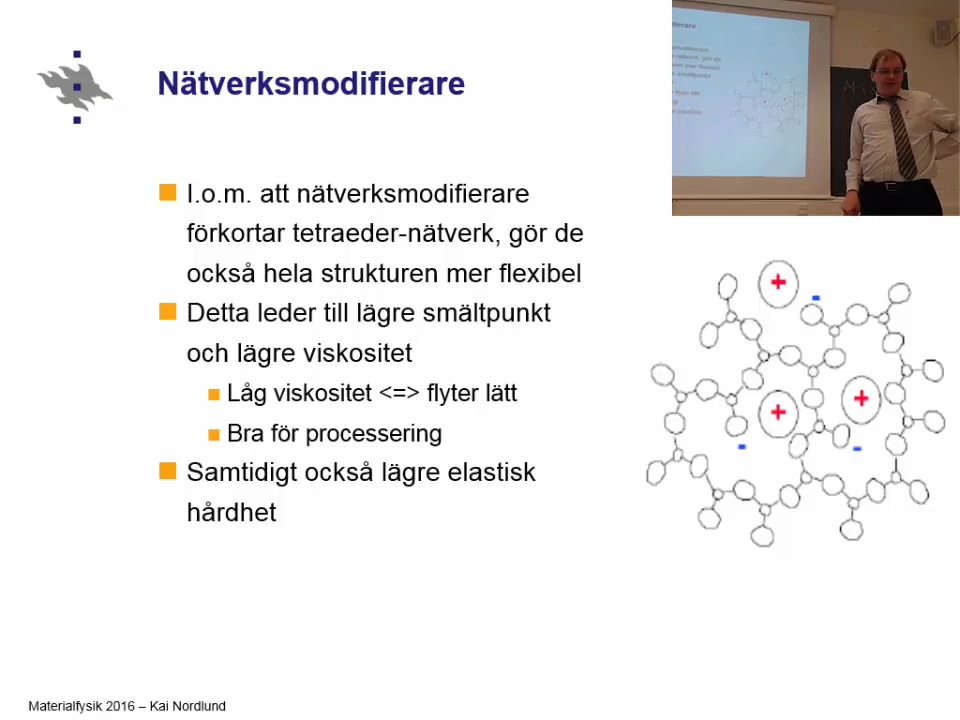 Nätverksmodifierare
I.o.m. att nätverksmodifierare
förkortar tetraeder-nätverk, gör de
också hela strukturen mer flexibel
Detta leder till lägre smältpunkt
och lägre viskositet
Låg viskositet <=> flyter lätt
Bra för processering
Samtidigt också lägre elastisk
hårdhet
+
-
+
+
-
-
Materialfysik 2016 – Kai Nordlund